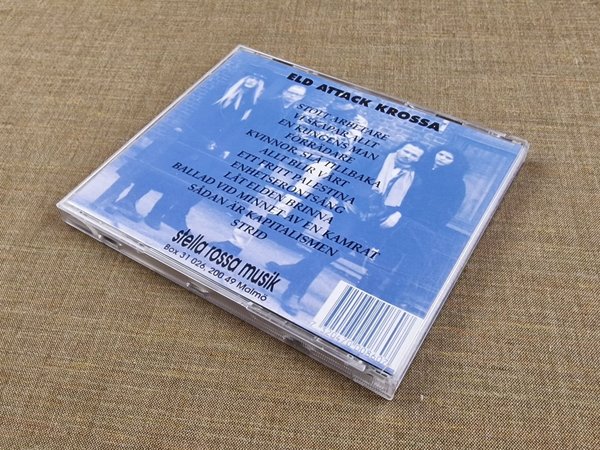 ELD ATTACK KROSSA
STOLT ARBETARE
VI SKAPAR ALLT
EN KUNGENS MAN
FÖRRÄDARE
KVINNOR, SLÅ TILLBAKA
ALLT BLIR VÅRT
ETT FRITT PALESTINA
ENHETSFRONTSÅNG
LÅT ELDEN BRINNA
BALLAD VID MINNET AV EN KAMRAT
SÅDAN ÄR KAPITALISMEN
STRID
stella rossa musik
Box 31 026, 200 49 Malmö